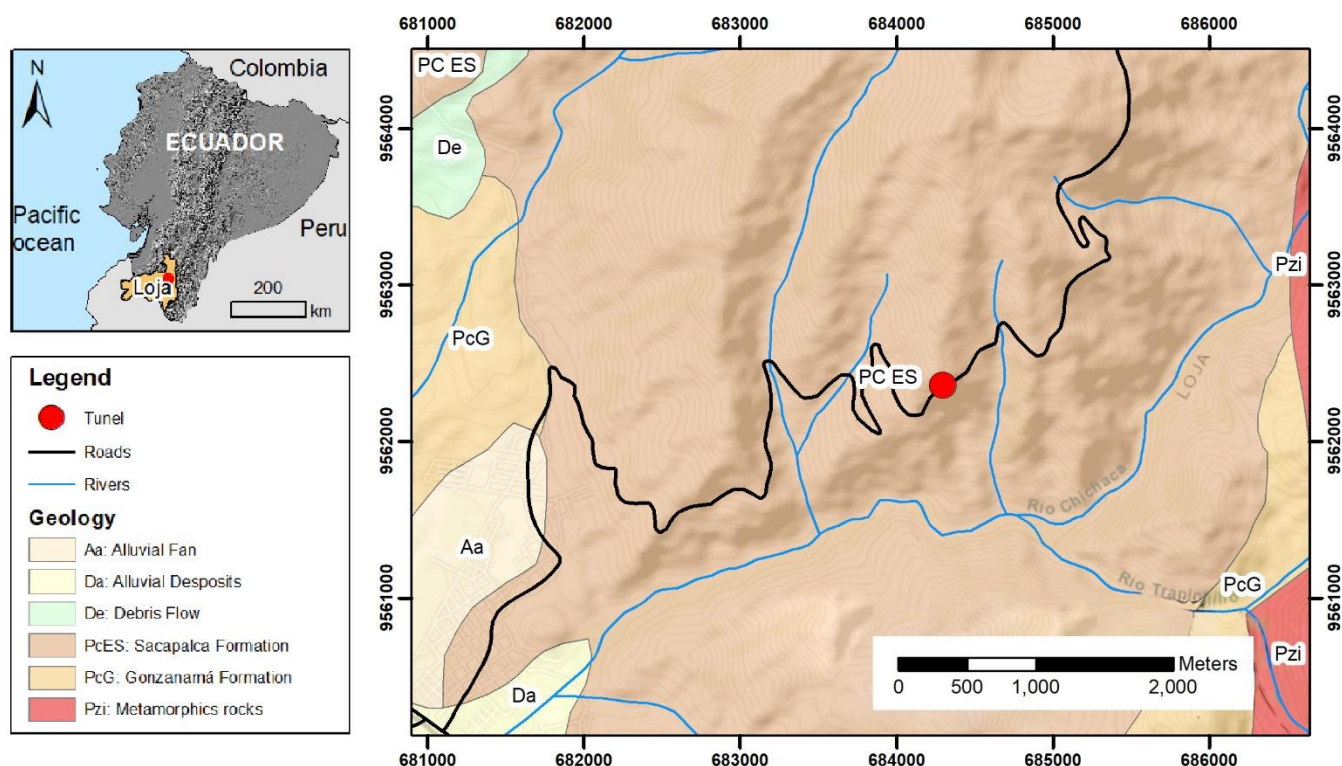 N
Colombia
ECUADOR
Pacific
ocean
Peru
Loja
200
km
Legend
Tunel
Roads
Rivers
Geology
Aa: Alluvial Fan
Da: Alluvial Desposits
De: Debris Flow
PcES: Sacapalca Formation
PcG: Gonzanamá Formation
Pzi: Metamorphics rocks
681000 682000 683000 684000 685000 686000
9564000 9564000
9563000 9563000
9562000 9562000
9561000 9561000
PC ES
De
Pzi
PcG
PC ES
LOJA
Rio Chichaca
Aa
PcG
Pzi
Da
Meters
0 500 1,000 2,000
681000 682000 683000 684000 685000 686000